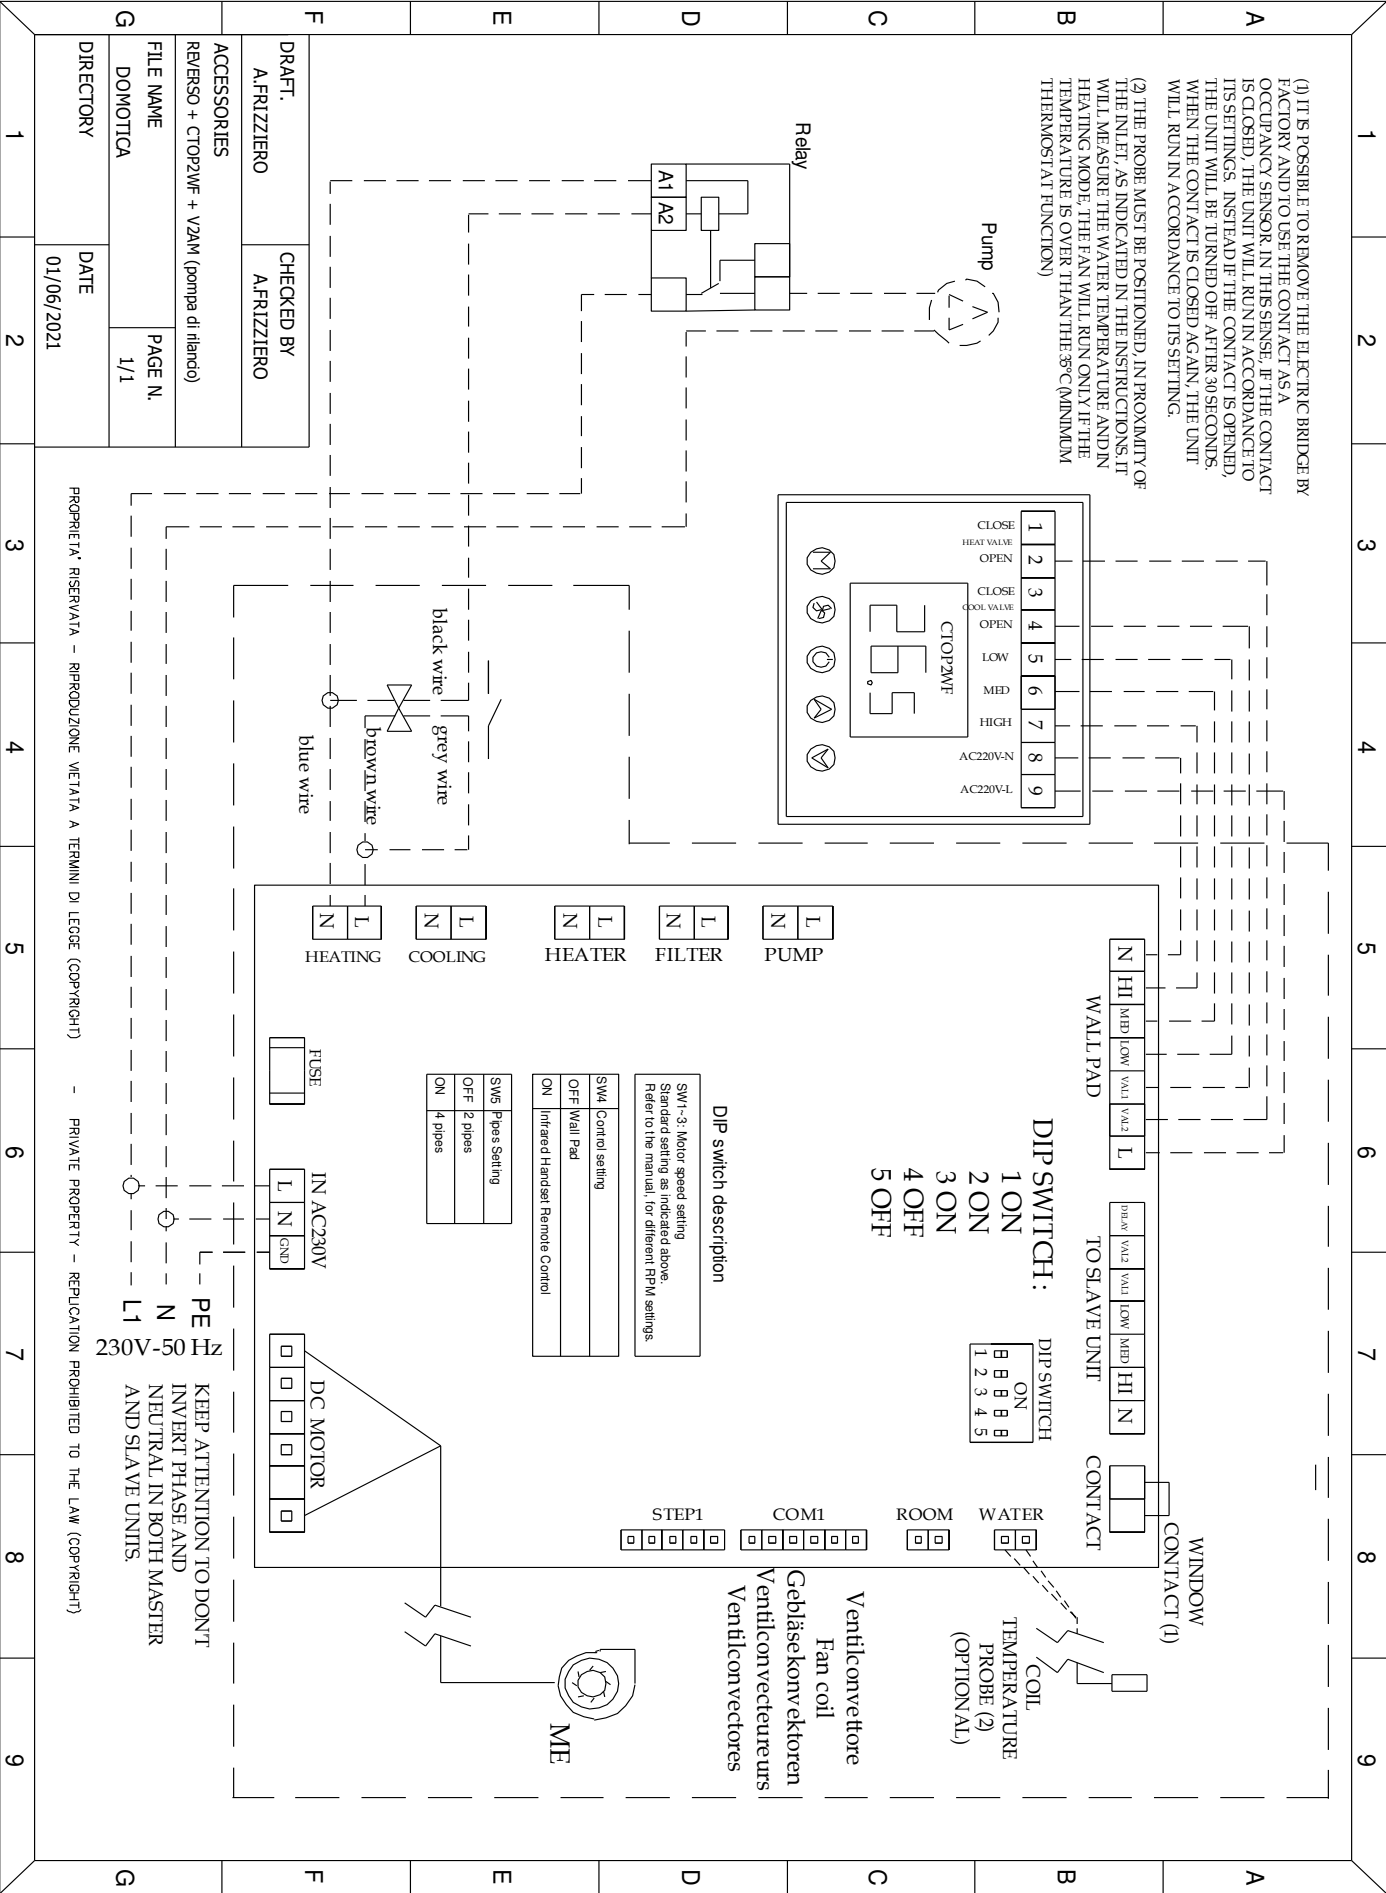 (1) IT IS POSSIBLE TO REMOVE THE ELECTRIC BRIDGE BY
FACTORY AND TO USE THE CONTACT AS A
OCCUPANCY SENSOR. IN THIS SENSE, IF THE CONTACT
IS CLOSED, THE UNIT WILL RUN IN ACCORDANCE TO
ITS SETTINGS. INSTEAD IF THE CONTACT IS OPENED,
THE UNIT WILL BE TURNED OFF AFTER 30 SECONDS.
WHEN THE CONTACT IS CLOSED AGAIN, THE UNIT
WILL RUN IN ACCORDANCE TO ITS SETTING.
(2) THE PROBE MUST BE POSITIONED, IN PROXIMITY OF
THE INLET, AS INDICATED IN THE INSTRUCTIONS. IT
WILL MEASURE THE WATER TEMPERATURE AND IN
HEATING MODE, THE FAN WILL RUN ONLY IF THE
TEMPERATURE IS OVER THAN THE 35°C (MINIMUM
THERMOSTAT FUNCTION)
1 2 3 4 5 6 7 8 9
A
B
C
D
E
F
G
1 2 3 4 5 6 7 8 9
A
B
C
D
E
F
G
Pump
Relay
A1
A2
1 2 3 4 5 6 7 8 9
CLOSE
HEAT VALVE
OPEN
CLOSE
COOL VALVE
OPEN
LOW
MED
HIGH
AC220V-N
AC220V-L
CTOP2WF
26.5
M
N HI MED LOW VAL1 VAL2 L
WALL PAD
DELAY VAL2 VAL1 LOW MED HI N
TO SLAVE UNIT
CONTACT
WINDOW
CONTACT (1)
DIP SWITCH :
1 ON
2 ON
3 ON
4 OFF
5 OFF
DIP SWITCH
ON
1 2 3 4 5
WATER
ROOM
COM1
STEP1
COIL
TEMPERATURE
PROBE (2)
(OPTIONAL)
Ventilconvettore
Fan coil
Gebläsekonvektoren
Ventilconvecteureurs
Ventilconvectores
L
N
PUMP
L
N
FILTER
L
N
HEATER
L
N
COOLING
L
N
HEATING
DIP switch description
SW1~3: Motor speed setting
Standard setting as indicated above.
Refer to the manual, for different RPM settings.
SW4 Control setting
OFF Wall Pad
ON Infrared Handset Remote Control
SW5 Pipes Setting
OFF 2 pipes
ON 4 pipes
black wire
grey wire
brown wire
blue wire
FUSE
IN AC230V
L N GND
DC MOTOR
ME
PE
N
L1
230V-50 Hz
KEEP ATTENTION TO DONT
INVERT PHASE AND
NEUTRAL IN BOTH MASTER
AND SLAVE UNITS.
DRAFT.
A.FRIZZIERO
CHECKED BY
A.FRIZZIERO
ACCESSORIES
REVERSO + CTOP2WF + V2AM (pompa di rilancio)
FILE NAME
DOMOTICA
PAGE N.
1/1
DIRECTORY
DATE
01/06/2021
PROPRIETA' RISERVATA - RIPRODUZIONE VIETATA A TERMINI DI LEGGE (COPYRIGHT) - PRIVATE PROPERTY - REPLICATION PROHIBITED TO THE LAW (COPYRIGHT)